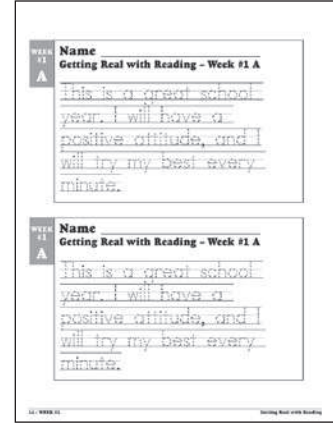 WEEK
#1
A
Name
Getting Real with Reading – Week #1 A
This is a great school
year. I will have a
positive attitude, and I
will try my best every
minute.
WEEK
#1
A
Name
Getting Real with Reading – Week #1 A
This is a great school
year. I will have a
positive attitude, and I
will try my best every
minute.
Getting Real with Reading